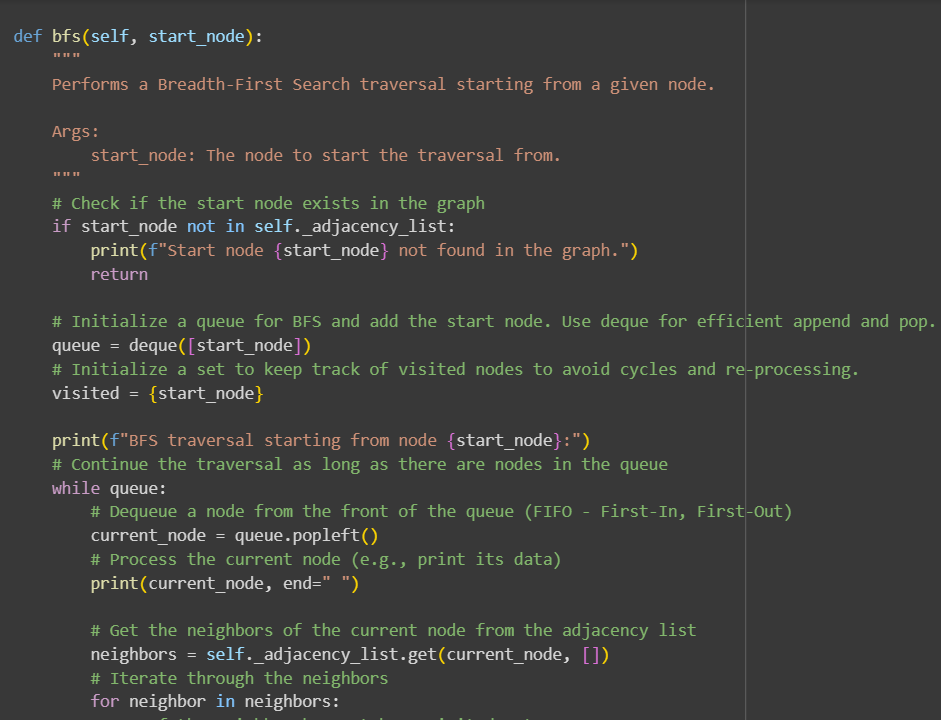 def bfs(self, start_node):
    """
    Performs a Breadth-First Search traversal starting from a given node.

    Args:
        start_node: The node to start the traversal from.
    """
    # Check if the start node exists in the graph
    if start_node not in self._adjacency_list:
        print(f"Start node {start_node} not found in the graph.")
        return

    # Initialize a queue for BFS and add the start node. Use deque for efficient append and pop.
    queue = deque([start_node])
    # Initialize a set to keep track of visited nodes to avoid cycles and re-processing.
    visited = {start_node}

    print(f"BFS traversal starting from node {start_node}:")
    # Continue the traversal as long as there are nodes in the queue
    while queue:
        # Dequeue a node from the front of the queue (FIFO - First-In, First-Out)
        current_node = queue.popleft()
        # Process the current node (e.g., print its data)
        print(current_node, end=" ")

        # Get the neighbors of the current node from the adjacency list
        neighbors = self._adjacency_list.get(current_node, [])
        # Iterate through the neighbors
        for neighbor in neighbors: